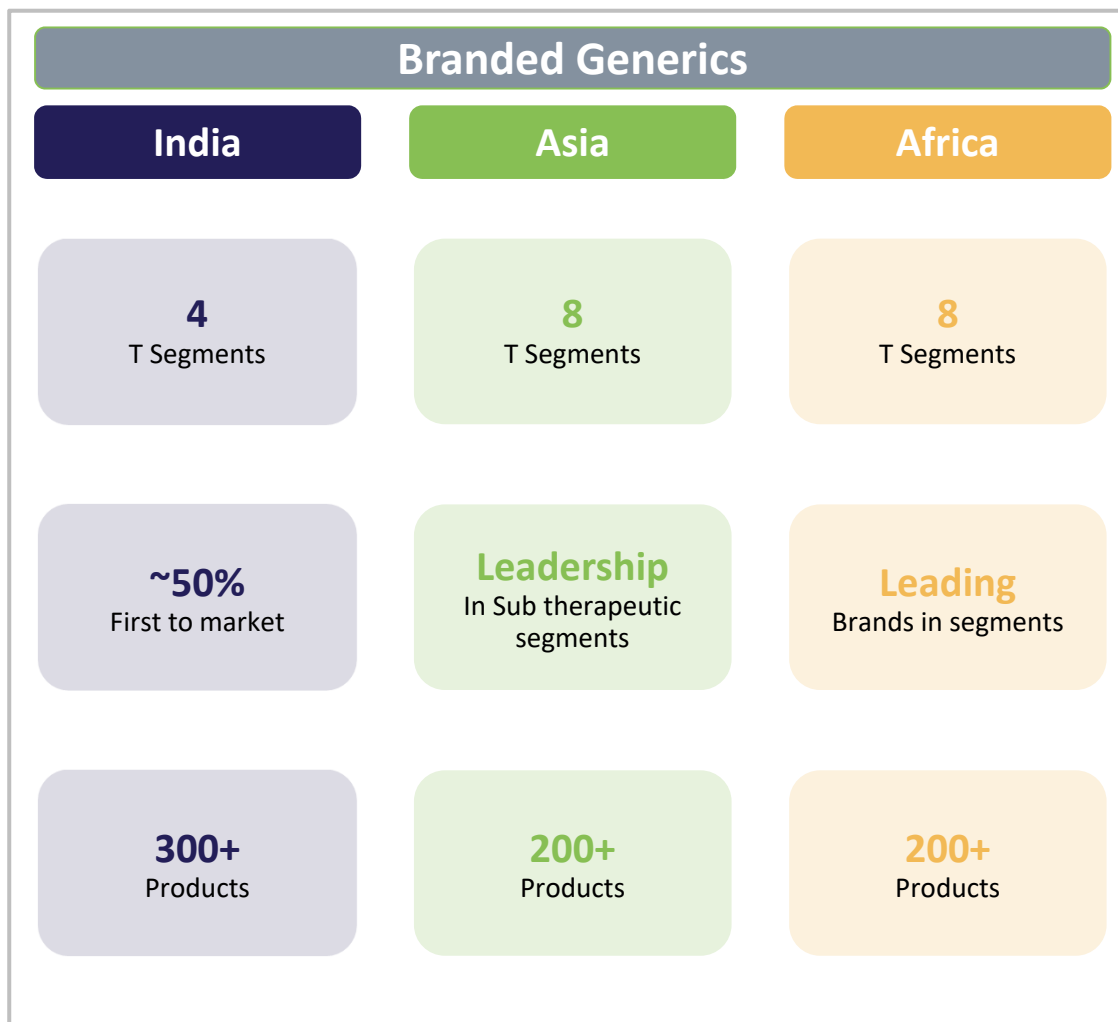 Branded Generics
India
Asia
Africa
4
T Segments
8
T Segments
8
T Segments
~50%
First to market
Leadership
In Sub therapeutic
segments
Leading
Brands in segments
300+
Products
200+
Products
200+
Products